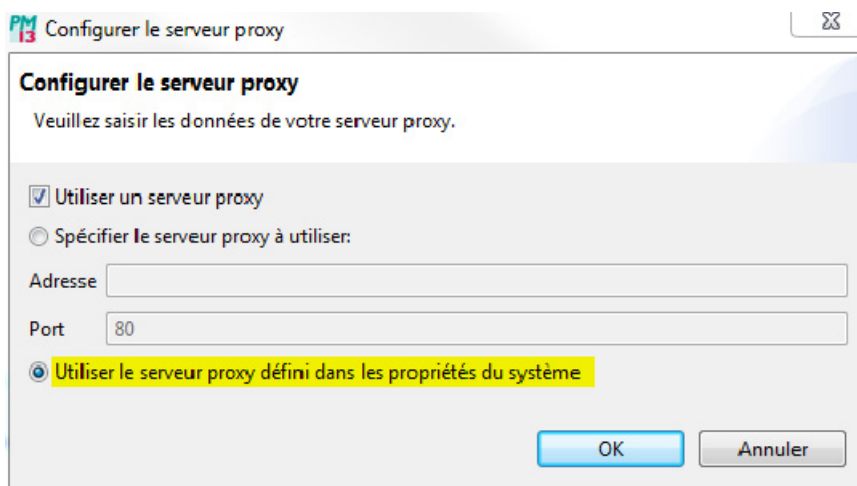 PM 13 Configurer le serveur proxy
Configurer le serveur proxy
Veuillez saisir les données de votre serveur proxy.
Utiliser un serveur proxy
Spécifier le serveur proxy à utiliser:
Adresse
Port 80
Utiliser le serveur proxy défini dans les propriétés du système
OK Annuler